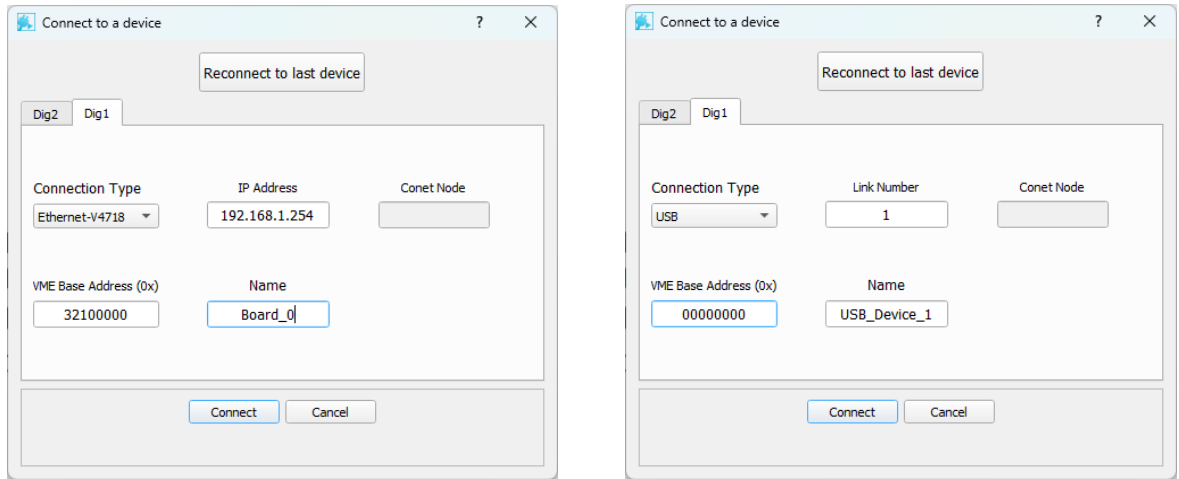 Connect to a device ? ×
Reconnect to last device
Dig2 Dig1
Connection Type IP Address Conet Node
Ethernet-V4718 192.168.1.254
VME Base Address (0x) Name
32100000 Board_0
Connect Cancel
Connect to a device ? ×
Reconnect to last device
Dig2 Dig1
Connection Type Link Number Conet Node
USB 1
VME Base Address (0x) Name
00000000 USB_Device_1
Connect Cancel